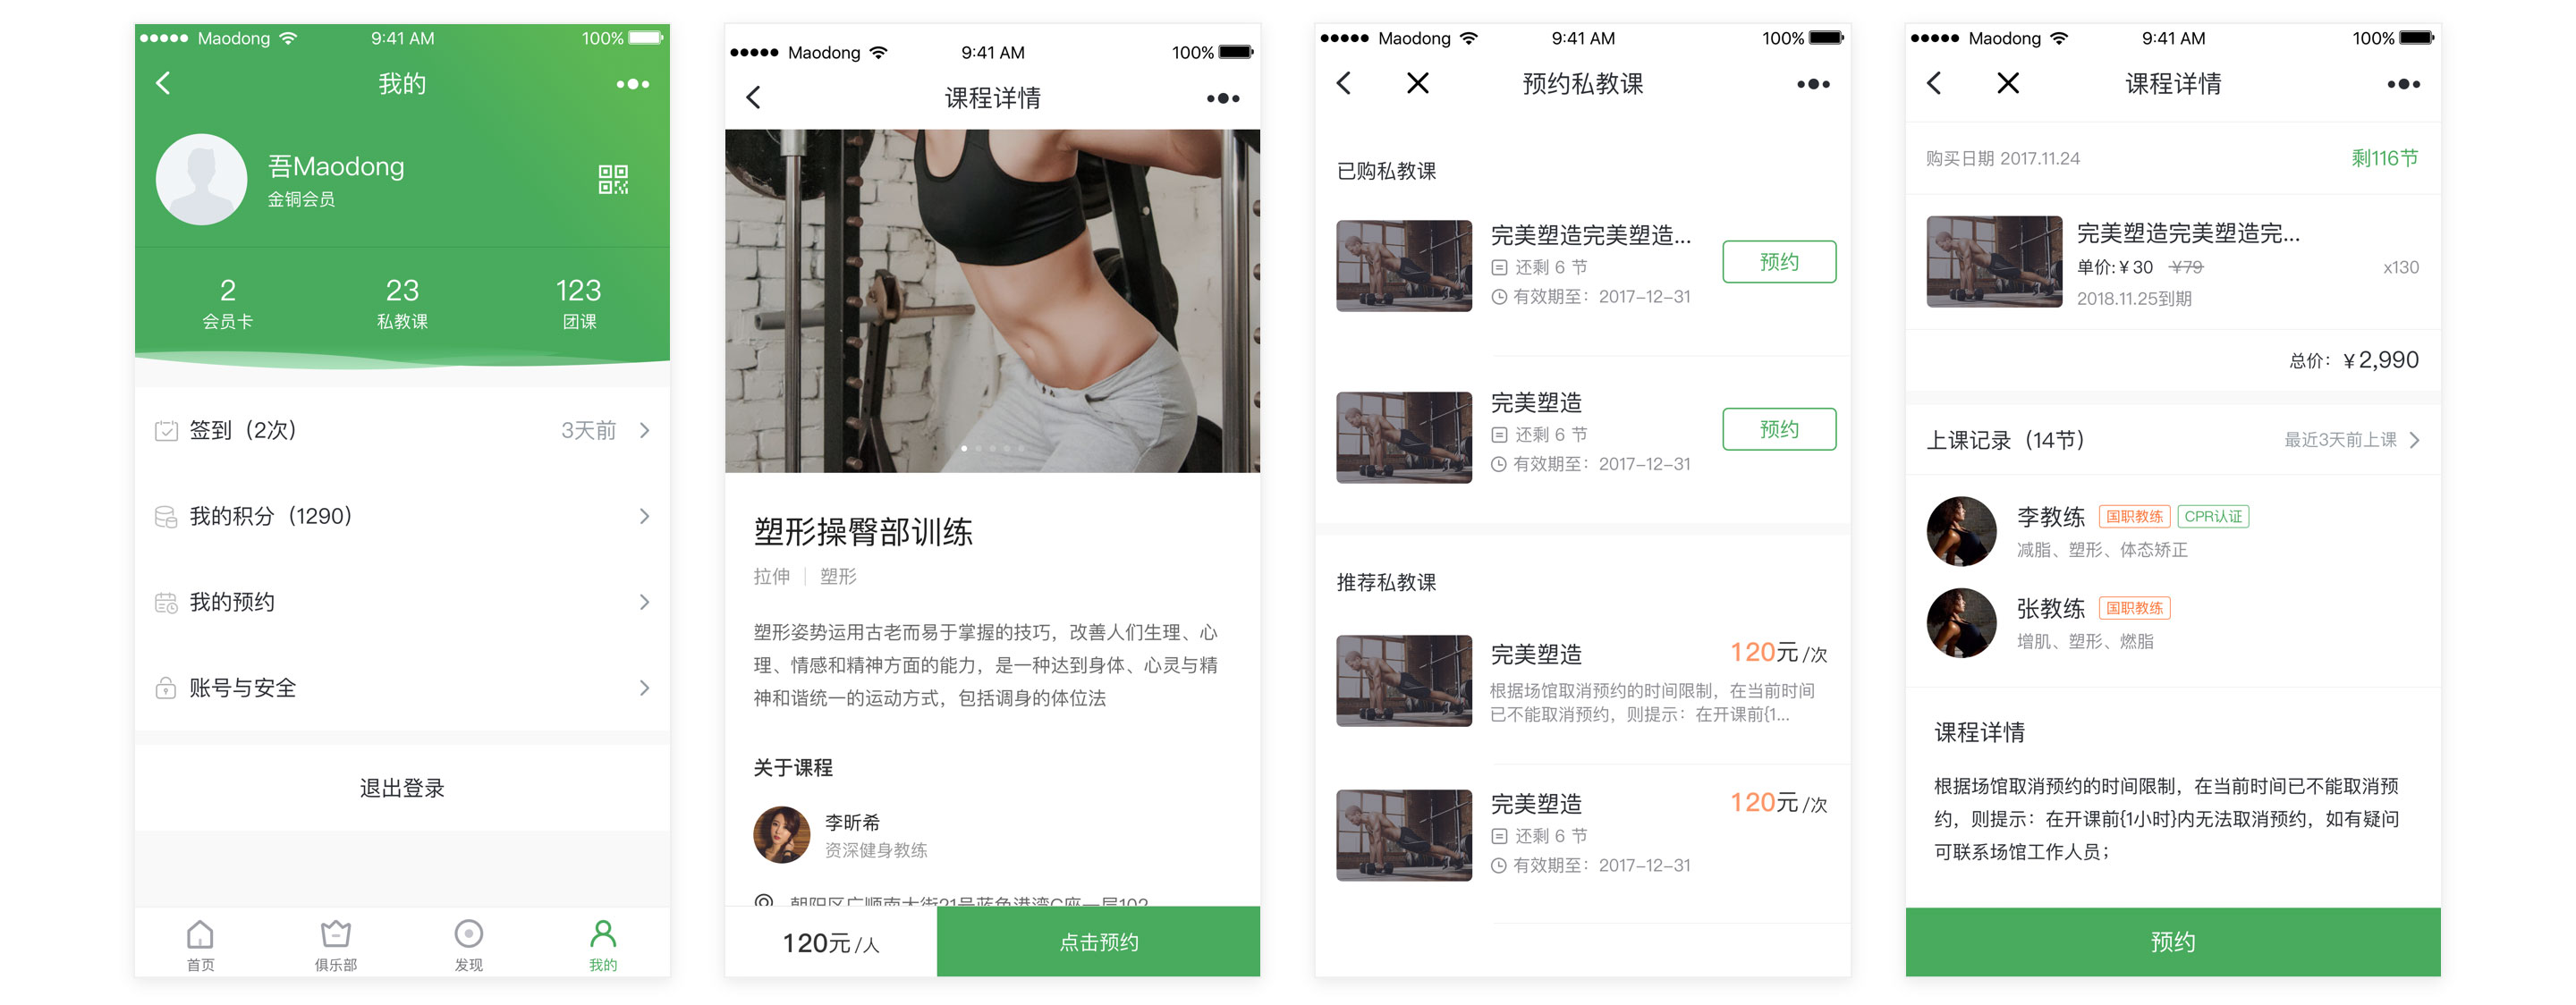 Maodong 9:41 AM 100%
我的
吾Maodong
金铜会员
2 23 123
会员卡 私教课 团课
签到（2次） 3天前
我的积分（1290）
我的预约
账号与安全
退出登录
首页 俱乐部 发现 我的
Maodong 9:41 AM 100%
课程详情
塑形操臀部训练
拉伸 塑形
塑形姿势运用古老而易于掌握的技巧，改善人们生理、心
理、情感和精神方面的能力，是一种达到身体、心灵与精
神和谐统一的运动方式，包括调身的体位法
关于课程
李昕希
资深健身教练
朝阳区广顺南大街21号蓝色港湾C座一层102
120元 /人 点击预约
Maodong 9:41 AM 100%
预约私教课
已购私教课
完美塑造完美塑造...
还剩 6 节
有效期至：2017-12-31
预约
完美塑造
还剩 6 节
有效期至：2017-12-31
预约
推荐私教课
完美塑造 120元 /次
根据场馆取消预约的时间限制，在当前时间
已不能取消预约，则提示：在开课前{1...
完美塑造 120元 /次
还剩 6 节
有效期至：2017-12-31
Maodong 9:41 AM 100%
课程详情
购买日期 2017.11.24 剩116节
完美塑造完美塑造完...
单价:￥30 ￥79 x130
2018.11.25到期
总价：￥2,990
上课记录（14节） 最近3天前上课
李教练 国职教练 CPR认证
减脂、塑形、体态矫正
张教练 国职教练
增肌、塑形、燃脂
课程详情
根据场馆取消预约的时间限制，在当前时间已不能取消预
约，则提示：在开课前{1小时}内无法取消预约，如有疑问
可联系场馆工作人员；
预约